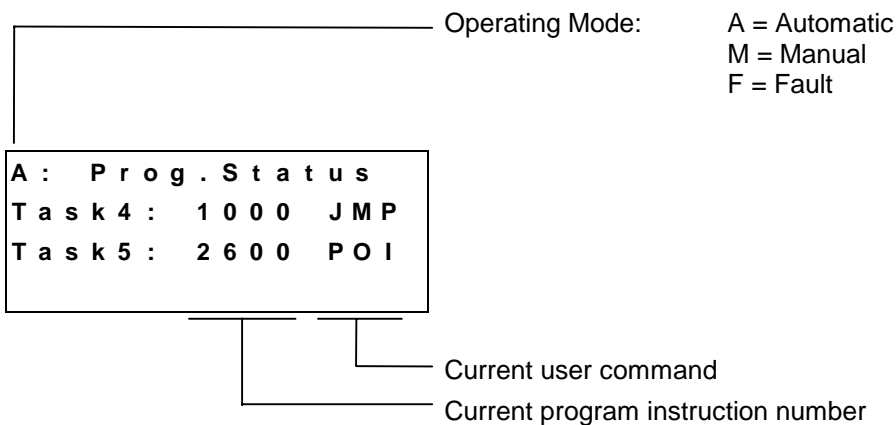 Operating Mode: A = Automatic
M = Manual
F = Fault
A: Prog.Status
Task4: 1000 JMP
Task5: 2600 POI
Current user command
Current program instruction number